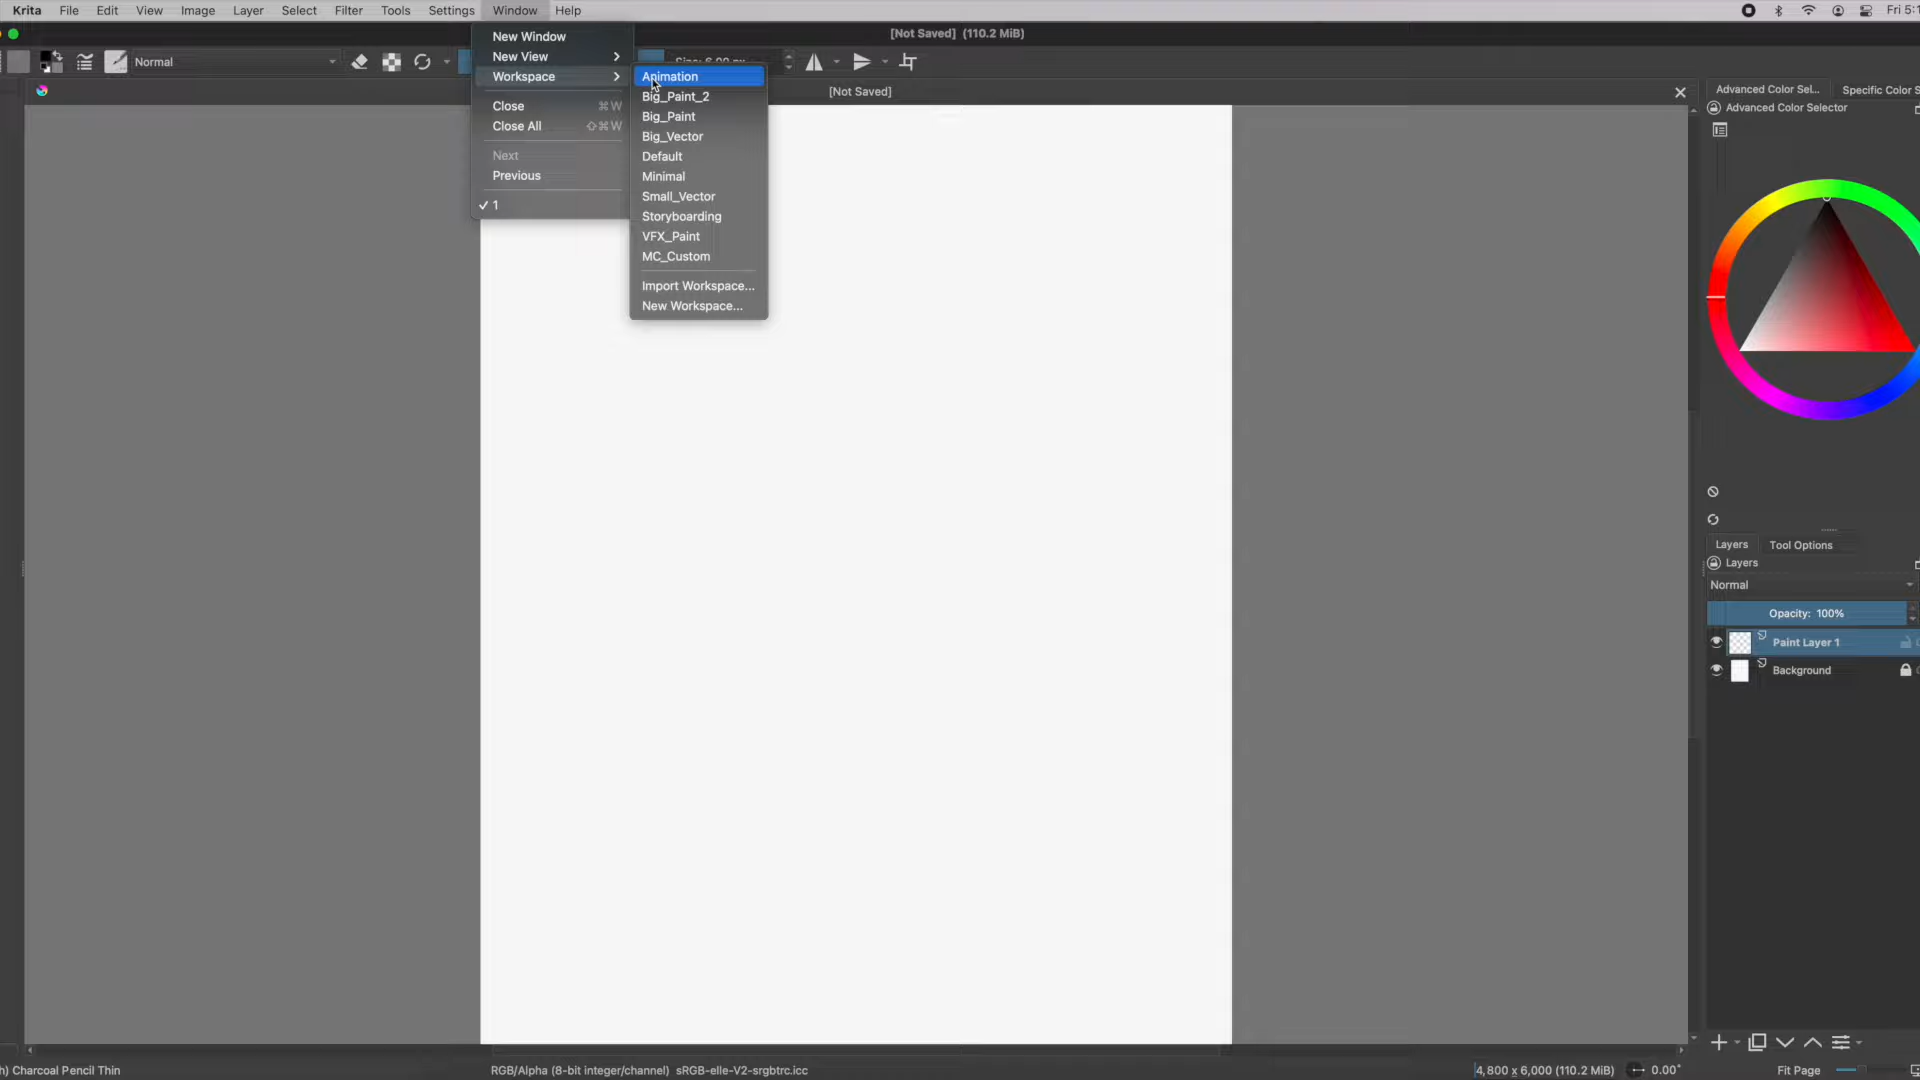 Krita File Edit View Image Layer Select Filter Tools Settings Window Help Fri 5:1
[Not Saved] (110.2 MiB)
Normal
[Not Saved]
New Window
New View
Workspace
Close ⌘W
Close All ⇧⌘W
Next
Previous
✓ 1
Animation
Big_Paint_2
Big_Paint
Big_Vector
Default
Minimal
Small_Vector
Storyboarding
VFX_Paint
MC_Custom
Import Workspace...
New Workspace...
Advanced Color Sel... Specific Color S
Advanced Color Selector
Layers Tool Options
Layers
Normal
Opacity: 100%
Paint Layer 1
Background
h) Charcoal Pencil Thin
RGB/Alpha (8-bit integer/channel) sRGB-elle-V2-srgbtrc.icc
4,800 x 6,000 (110.2 MiB)
0.00°
Fit Page